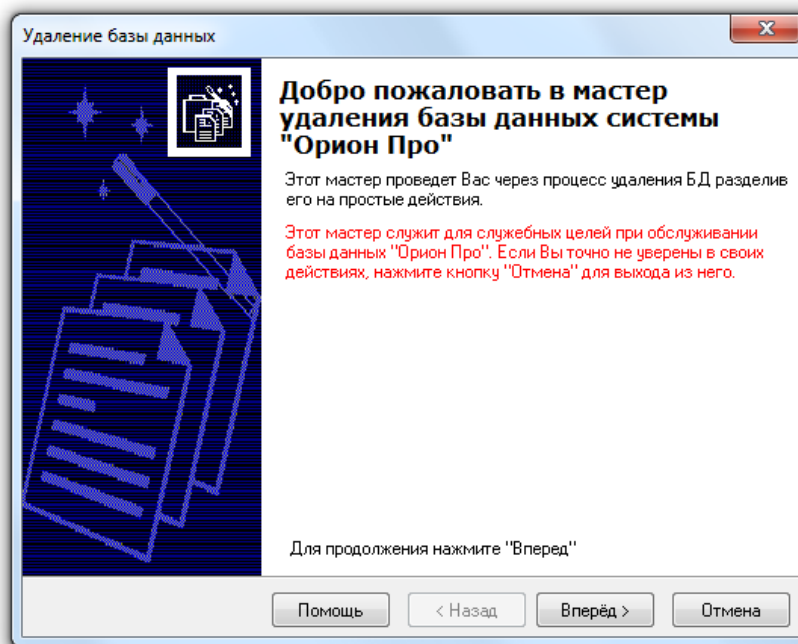 Удаление базы данных
Добро пожаловать в мастер
удаления базы данных системы
"Орион Про"
Этот мастер проведет Вас через процесс удаления БД разделив
его на простые действия.
Этот мастер служит для служебных целей при обслуживании
базы данных "Орион Про". Если Вы точно не уверены в своих
действиях, нажмите кнопку "Отмена" для выхода из него.
Для продолжения нажмите "Вперед"
Помощь
< Назад
Вперёд >
Отмена